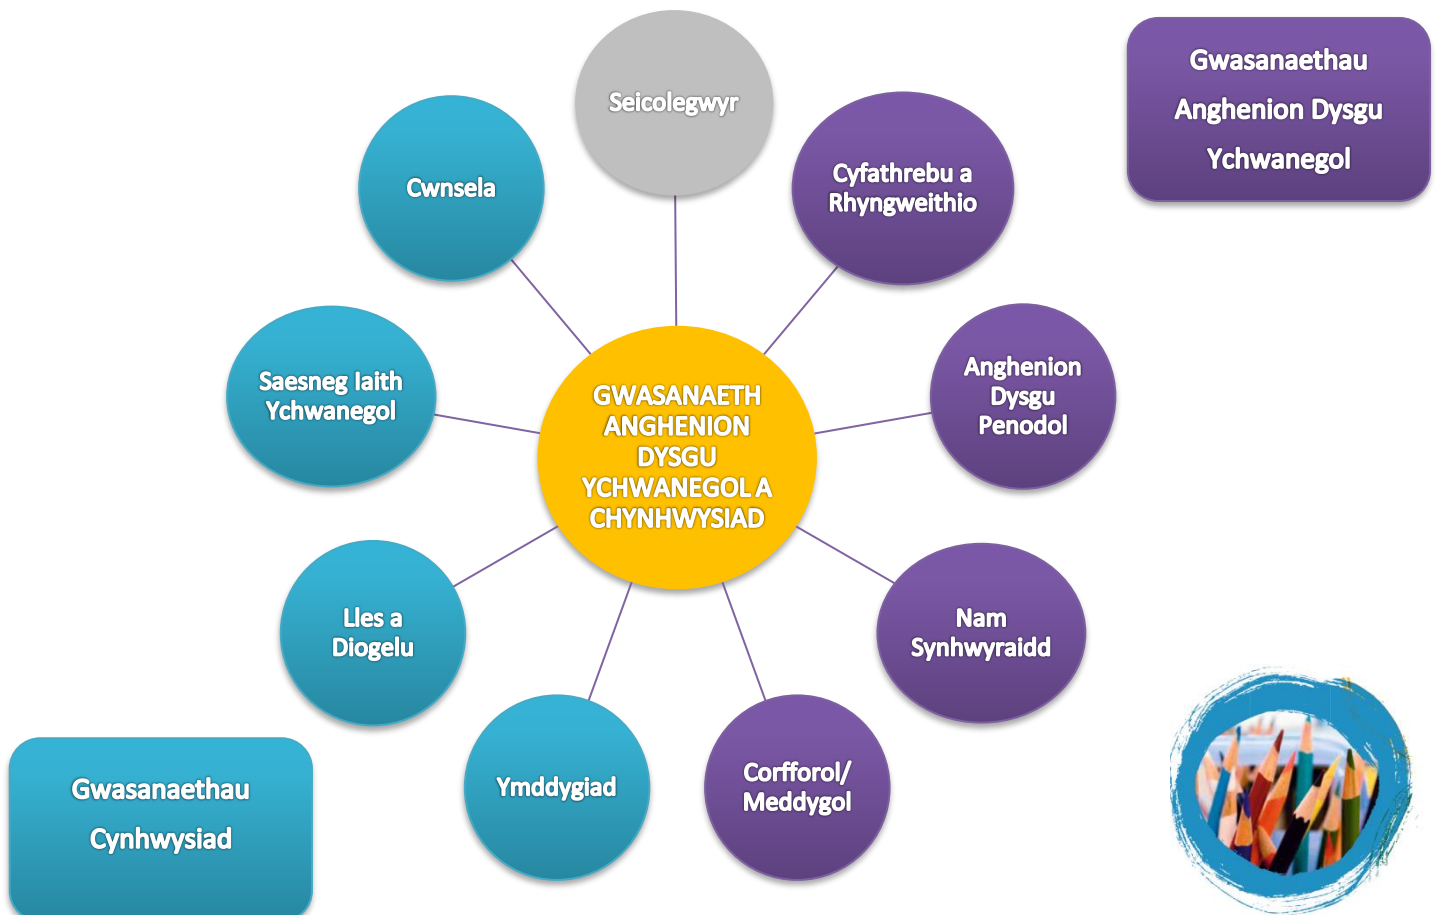 Seicolegwyr
Gwasanaethau
Anghenion Dysgu
Ychwanegol
Cwnsela
Cyfathrebu a
Rhyngweithio
Saesneg Iaith
Ychwanegol
GWASANAETH
ANGHENION
DYSGU
YCHWANEGOL A
CHYNHWYSIAD
Anghenion
Dysgu
Penodol
Lles a
Diogelu
Nam
Synhwyraidd
Gwasanaethau
Cynhwysiad
Ymddygiad
Corfforol/
Meddygol